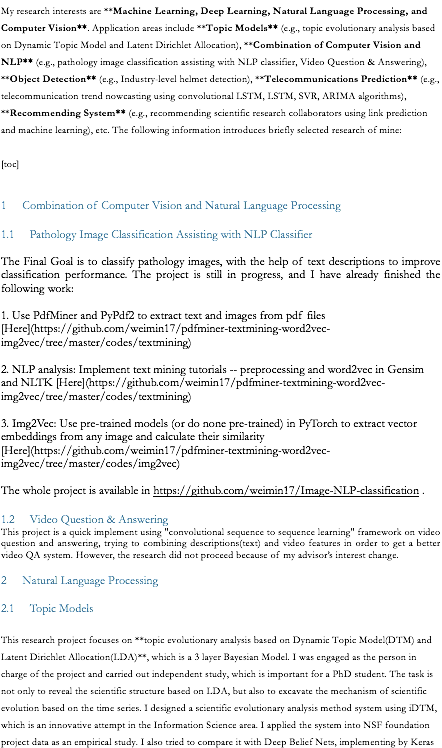 My research interests are **Machine Learning, Deep Learning, Natural Language Processing, and
Computer Vision**. Application areas include **Topic Models** (e.g., topic evolutionary analysis based
on Dynamic Topic Model and Latent Dirichlet Allocation), **Combination of Computer Vision and
NLP** (e.g., pathology image classification assisting with NLP classifier, Video Question & Answering),
**Object Detection** (e.g., Industry-level helmet detection), **Telecommunications Prediction** (e.g.,
telecommunication trend nowcasting using convolutional LSTM, LSTM, SVR, ARIMA algorithms),
**Recommending System** (e.g., recommending scientific research collaborators using link prediction
and machine learning), etc. The following information introduces briefly selected research of mine:
[toc]
1 Combination of Computer Vision and Natural Language Processing
1.1 Pathology Image Classification Assisting with NLP Classifier
The Final Goal is to classify pathology images, with the help of text descriptions to improve
classification performance. The project is still in progress, and I have already finished the
following work:
1. Use PdfMiner and PyPdf2 to extract text and images from pdf files
[Here](https://github.com/weimin17/pdfminer-textmining-word2vec-
img2vec/tree/master/codes/textmining)
2. NLP analysis: Implement text mining tutorials -- preprocessing and word2vec in Gensim
and NLTK [Here](https://github.com/weimin17/pdfminer-textmining-word2vec-
img2vec/tree/master/codes/textmining)
3. Img2Vec: Use pre-trained models (or do none pre-trained) in PyTorch to extract vector
embeddings from any image and calculate their similarity
[Here](https://github.com/weimin17/pdfminer-textmining-word2vec-
img2vec/tree/master/codes/img2vec)
The whole project is available in https://github.com/weimin17/Image-NLP-classification .
1.2 Video Question & Answering
This project is a quick implement using "convolutional sequence to sequence learning" framework on video
question and answering, trying to combining descriptions(text) and video features in order to get a better
video QA system. However, the research did not proceed because of my advisor's interest change.
2 Natural Language Processing
2.1 Topic Models
This research project focuses on **topic evolutionary analysis based on Dynamic Topic Model(DTM) and
Latent Dirichlet Allocation(LDA)**, which is a 3 layer Bayesian Model. I was engaged as the person in
charge of the project and carried out independent study, which is important for a PhD student. The task is
not only to reveal the scientific structure based on LDA, but also to excavate the mechanism of scientific
evolution based on the time series. I designed a scientific evolutionary analysis method system using iDTM,
which is an innovative attempt in the Information Science area. I applied the system into NSF foundation
project data as an empirical study. I also tried to compare it with Deep Belief Nets, implementing by Keras